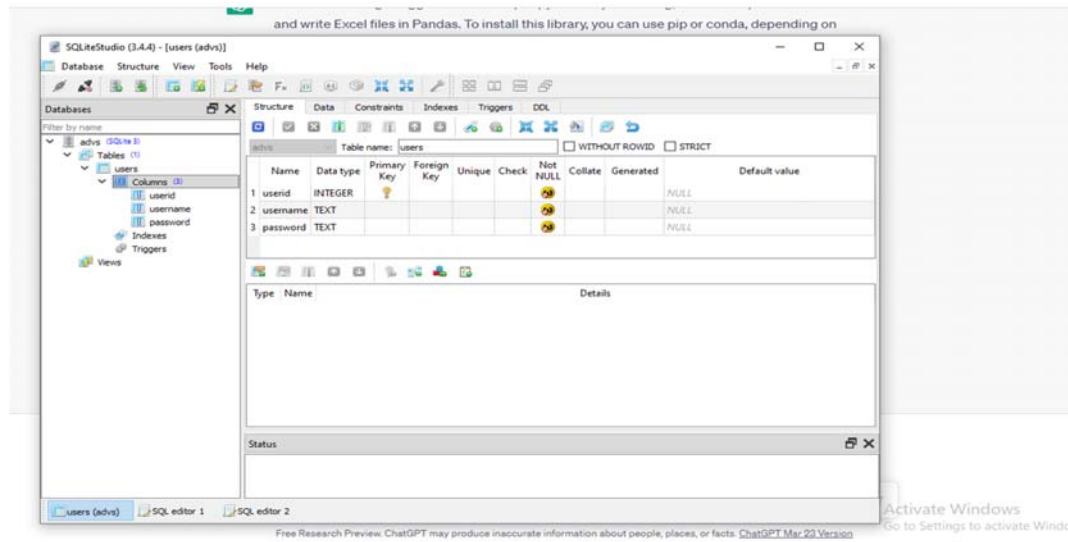 and write Excel files in Pandas. To install this library, you can use pip or conda, depending on
SQLiteStudio (3.4.4) - [users (advs)]
Database Structure View Tools Help
Databases
Filter by name
advs (SQLite 3)
Tables (1)
users
Columns (3)
userid
username
password
Indexes
Triggers
Views
Structure Data Constraints Indexes Triggers DDL
advs Table name: users WITHOUT ROWID STRICT
Name Data type Primary Key Foreign Key Unique Check Not NULL Collate Generated Default value
1 userid INTEGER NULL
2 username TEXT NULL
3 password TEXT NULL
Type Name Details
Status
users (advs) SQL editor 1 SQL editor 2
Activate Windows
Go to Settings to activate Windo
Free Research Preview. ChatGPT may produce inaccurate information about people, places, or facts. ChatGPT Mar 23 Version